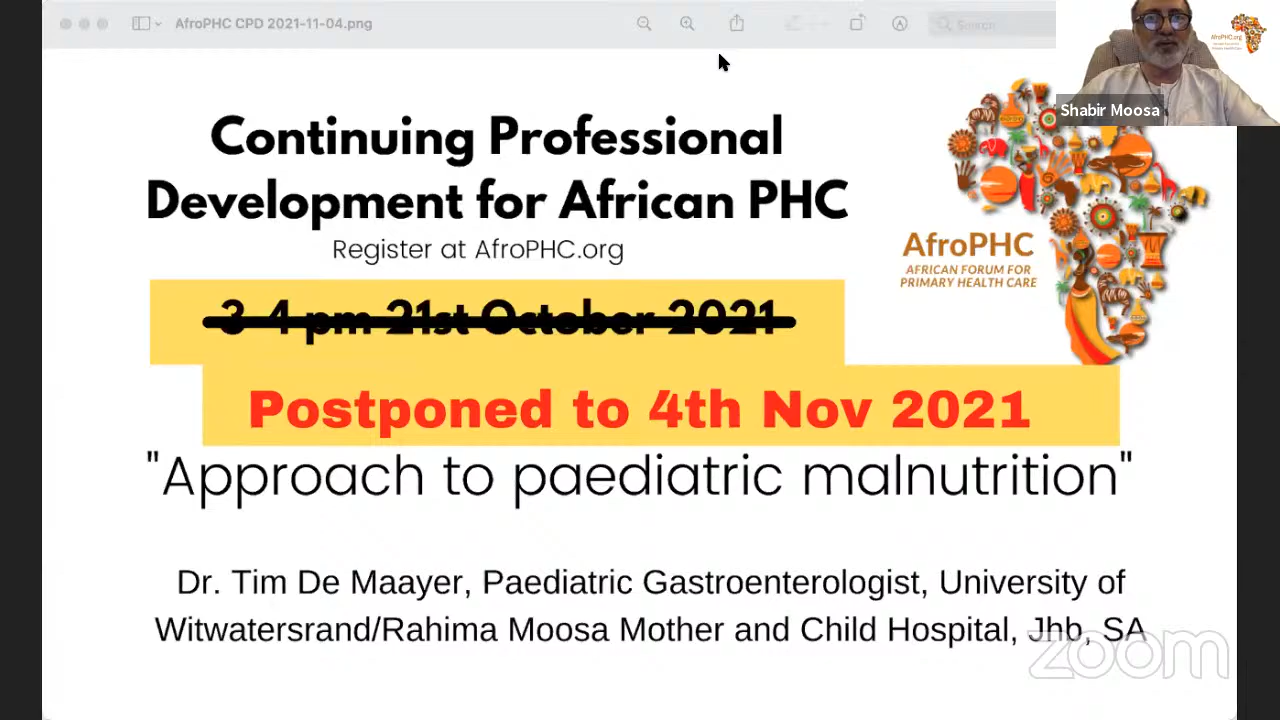 AfroPHC CPD 2021-11-04.png
Search
AfroPHC.org
Shabir Moosa
Continuing Professional
Development for African PHC
Register at AfroPHC.org
AfroPHC
AFRICAN FORUM FOR
PRIMARY HEALTH CARE
3-4 pm 21st October 2021
Postponed to 4th Nov 2021
"Approach to paediatric malnutrition"
Dr. Tim De Maayer, Paediatric Gastroenterologist, University of
Witwatersrand/Rahima Moosa Mother and Child Hospital, Jhb, SA
zoom